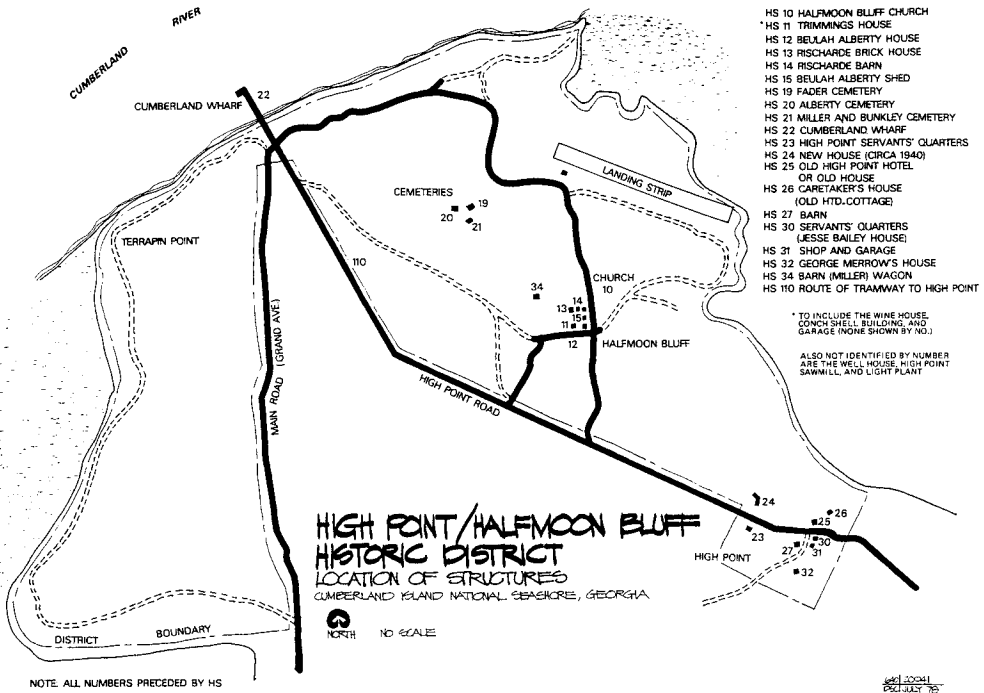 HS 10 HALFMOON BLUFF CHURCH
* HS 11 TRIMMINGS HOUSE
HS 12 BEULAH ALBERTY HOUSE
HS 13 RISCHARDE BRICK HOUSE
HS 14 RISCHARDE BARN
HS 15 BEULAH ALBERTY SHED
HS 19 FADER CEMETERY
HS 20 ALBERTY CEMETERY
HS 21 MILLER AND BUNKLEY CEMETERY
HS 22 CUMBERLAND WHARF
HS 23 HIGH POINT SERVANTS' QUARTERS
HS 24 NEW HOUSE (CIRCA 1940)
HS 25 OLD HIGH POINT HOTEL
OR OLD HOUSE
HS 26 CARETAKER'S HOUSE
(OLD HTD. COTTAGE)
HS 27 BARN
HS 30 SERVANTS' QUARTERS
(JESSE BAILEY HOUSE)
HS 31 SHOP AND GARAGE
HS 32 GEORGE MERROW'S HOUSE
HS 34 BARN (MILLER) WAGON
HS 110 ROUTE OF TRAMWAY TO HIGH POINT
* TO INCLUDE THE WINE HOUSE,
CONCH SHELL BUILDING, AND
GARAGE (NONE SHOWN BY NO.)
ALSO NOT IDENTIFIED BY NUMBER
ARE THE WELL HOUSE, HIGH POINT
SAWMILL, AND LIGHT PLANT
CUMBERLAND RIVER
CUMBERLAND WHARF
22
LANDING STRIP
CEMETERIES
19
20
21
TERRAPIN POINT
110
34
CHURCH
10
14
13
15
11
12
HALFMOON BLUFF
MAIN ROAD (GRAND AVE)
HIGH POINT ROAD
24
26
25
23
30
27
31
HIGH POINT
32
HIGH POINT/HALFMOON BLUFF
HISTORIC DISTRICT
LOCATION OF STRUCTURES
CUMBERLAND ISLAND NATIONAL SEASHORE, GEORGIA
NORTH NO SCALE
DISTRICT BOUNDARY
NOTE: ALL NUMBERS PRECEDED BY HS
DSC|JULY 78